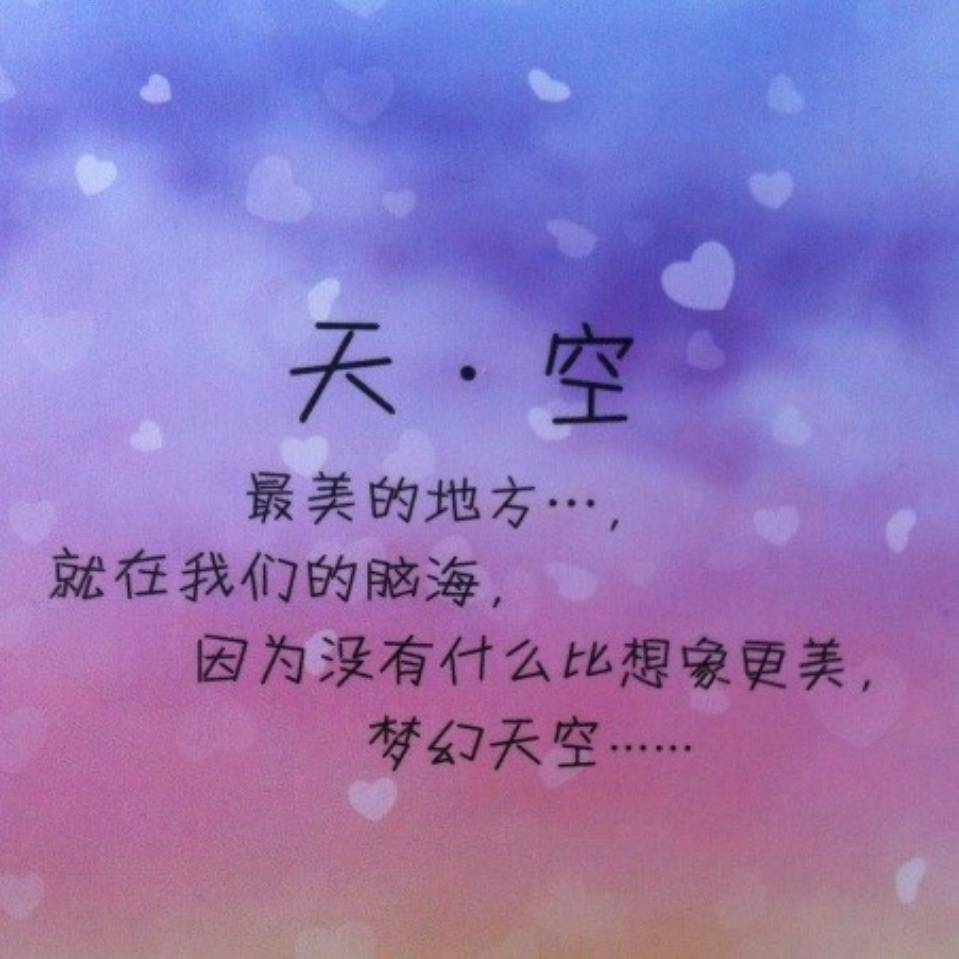 天·空
最美的地方…，
就在我们的脑海，
因为没有什么比想象更美，
梦幻天空……